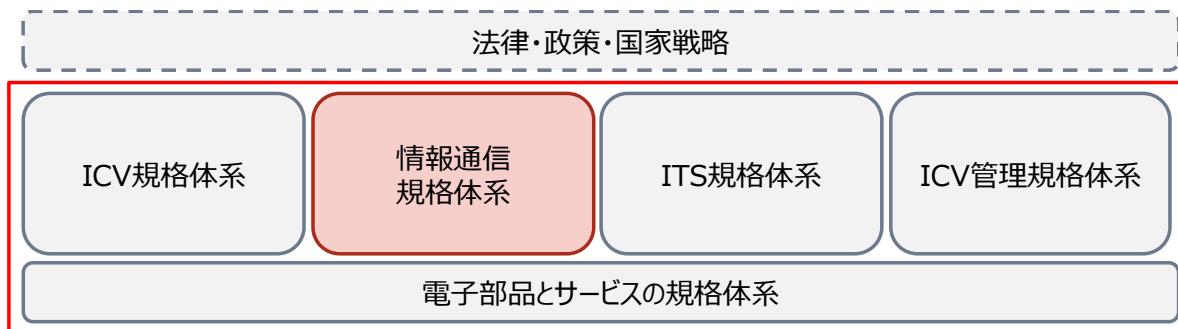 法律・政策・国家戦略
ICV規格体系
情報通信
規格体系
ITS規格体系
ICV管理規格体系
電子部品とサービスの規格体系